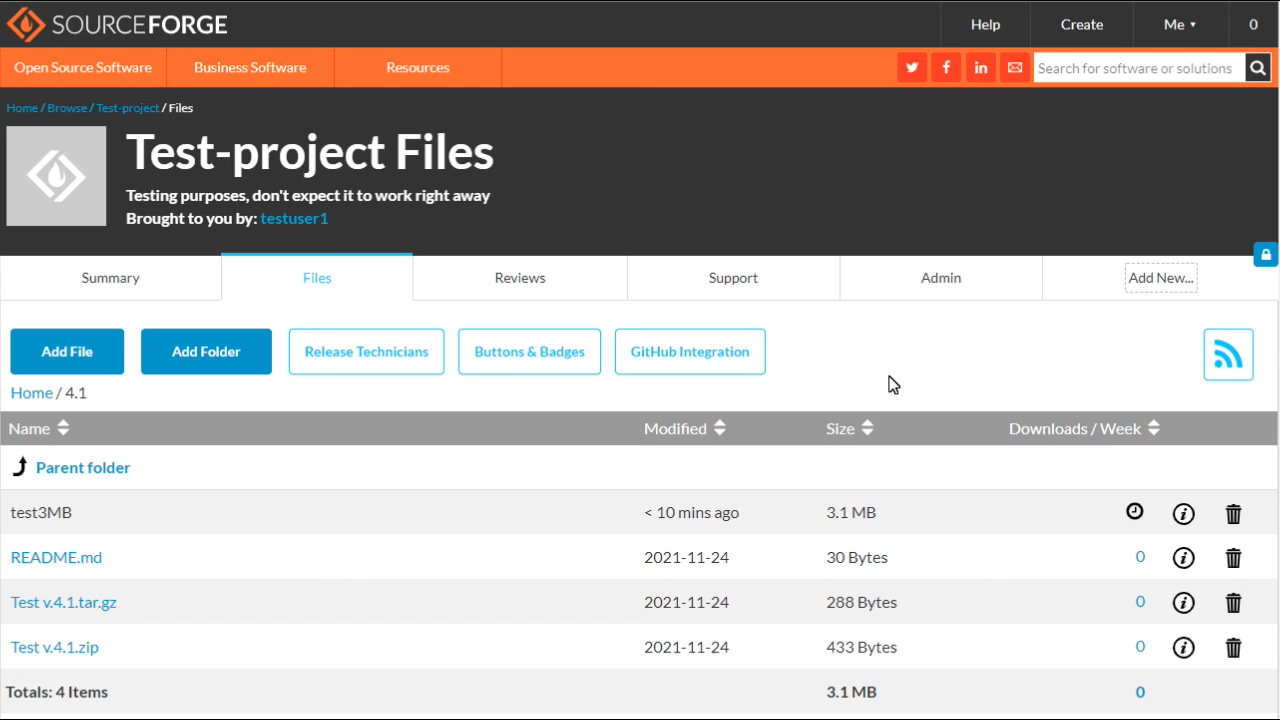 SOURCEFORGE Help Create Me 0
Open Source Software Business Software Resources Search for software or solutions
Home / Browse / Test-project / Files
Test-project Files
Testing purposes, don't expect it to work right away
Brought to you by: testuser1
Summary Files Reviews Support Admin Add New...
Add File Add Folder Release Technicians Buttons & Badges GitHub Integration
Home / 4.1
Name Modified Size Downloads / Week
Parent folder
test3MB < 10 mins ago 3.1 MB
README.md 2021-11-24 30 Bytes 0
Test v.4.1.tar.gz 2021-11-24 288 Bytes 0
Test v.4.1.zip 2021-11-24 433 Bytes 0
Totals: 4 Items 3.1 MB 0